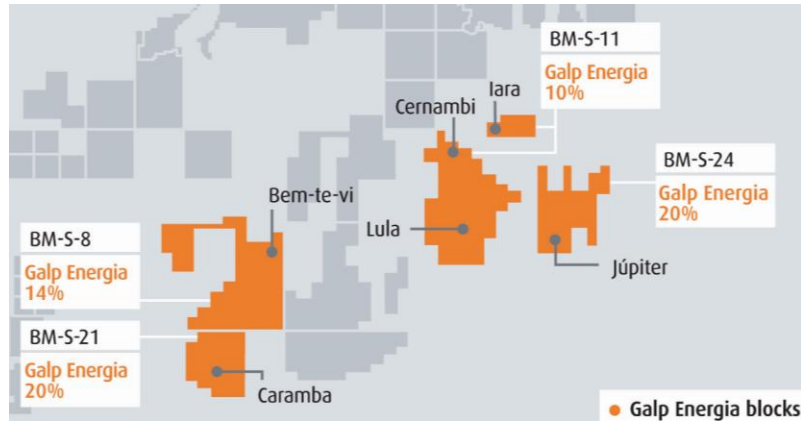 BM-S-11
Galp Energia
10%
Iara
Cernambi
BM-S-24
Galp Energia
20%
Bem-te-vi
Lula
Júpiter
BM-S-8
Galp Energia
14%
BM-S-21
Galp Energia
20%
Caramba
Galp Energia blocks